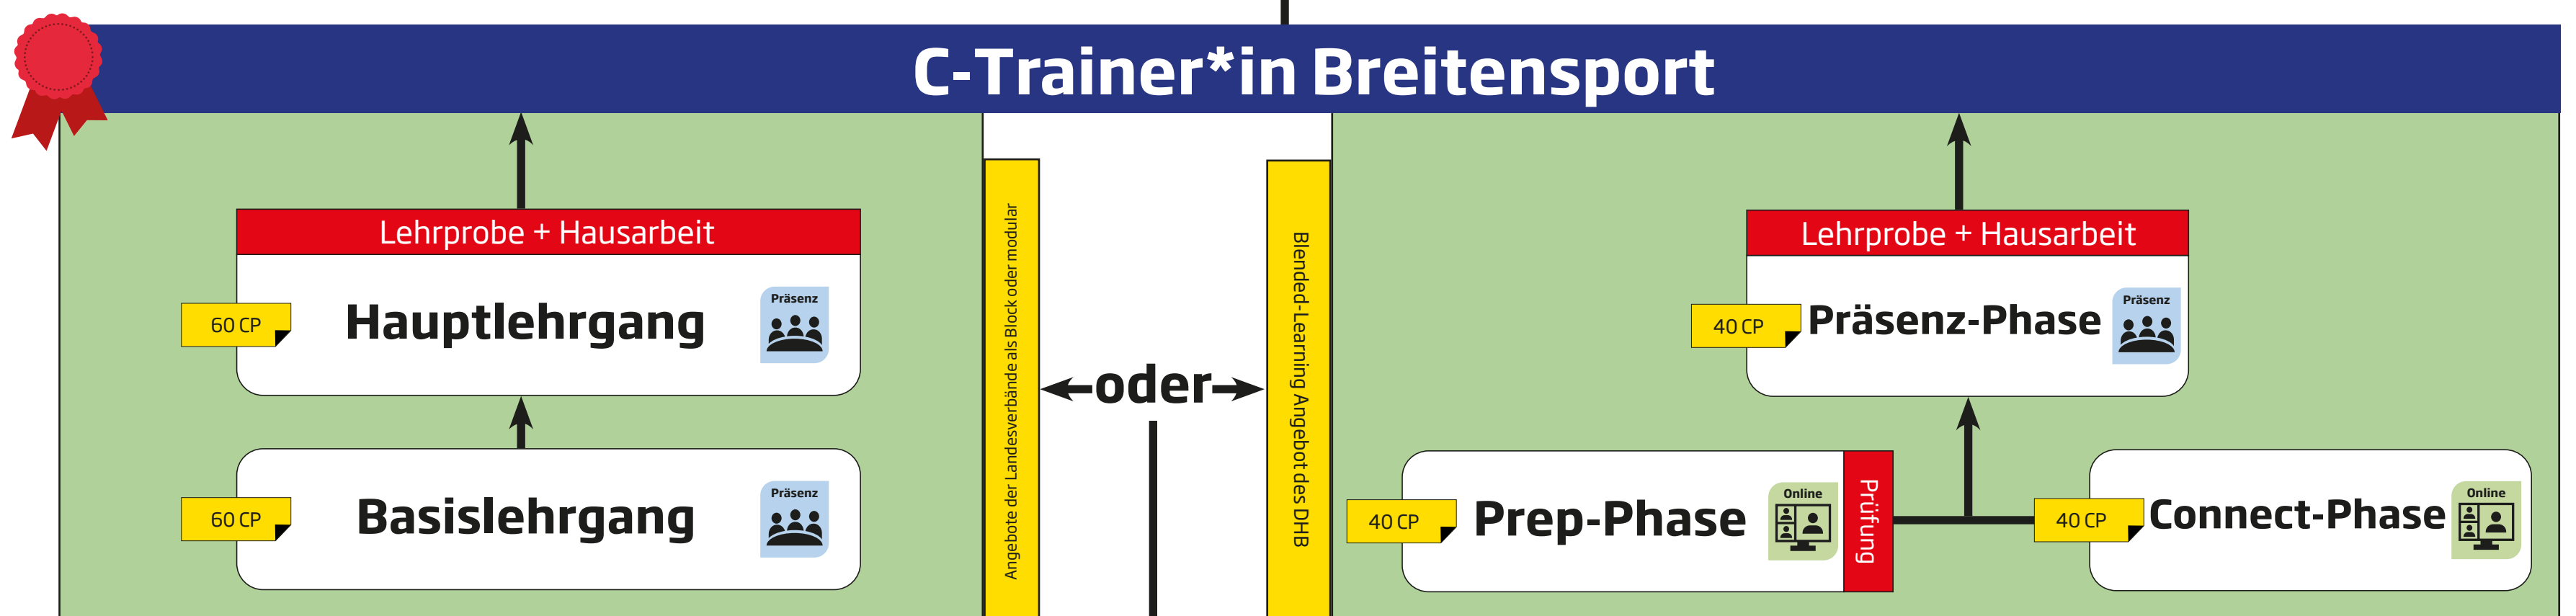 C-Trainer*in Breitensport
Lehrprobe + Hausarbeit
60 CP
Hauptlehrgang
Präsenz
60 CP
Basislehrgang
Präsenz
Angebote der Landesverbände als Block oder modular
oder
Blended-Learning Angebot des DHB
Lehrprobe + Hausarbeit
40 CP
Präsenz-Phase
Präsenz
40 CP
Prep-Phase
Online
Prüfung
40 CP
Connect-Phase
Online